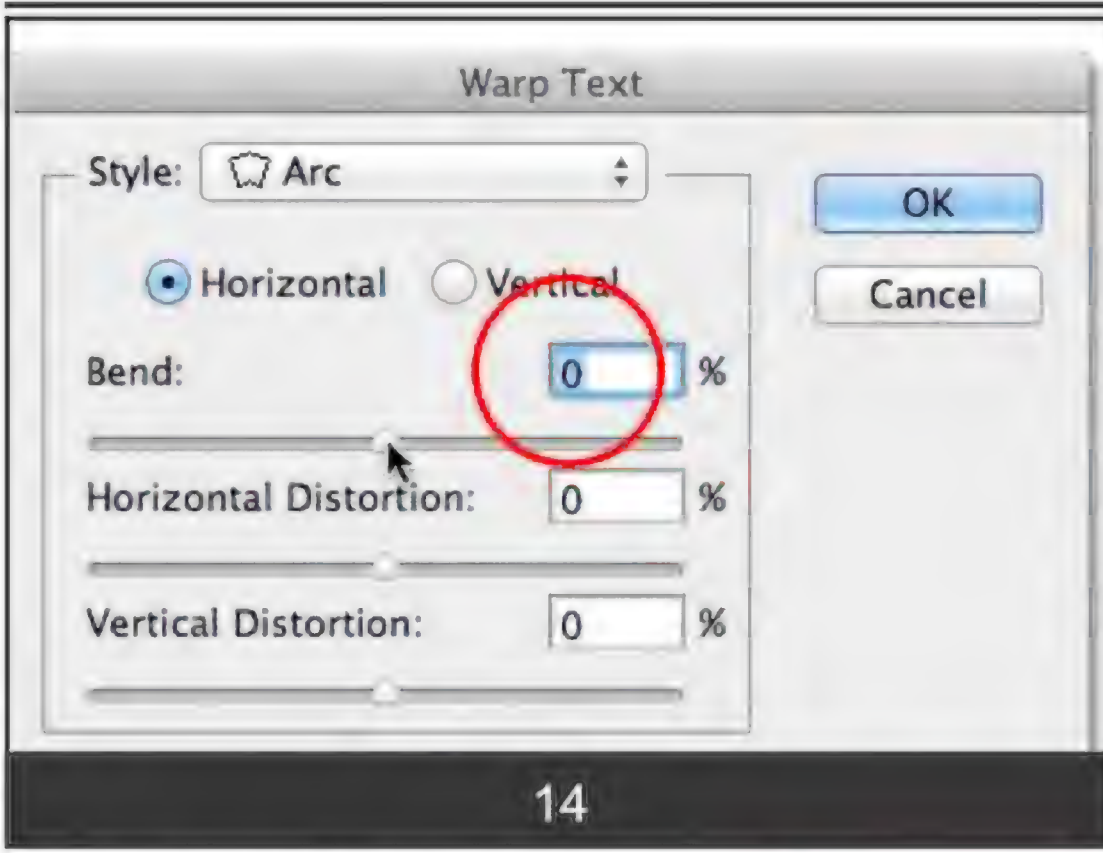 Warp Text
Style: Arc
OK
Horizontal Vertical
Cancel
Bend: 0 %
Horizontal Distortion: 0 %
Vertical Distortion: 0 %
14